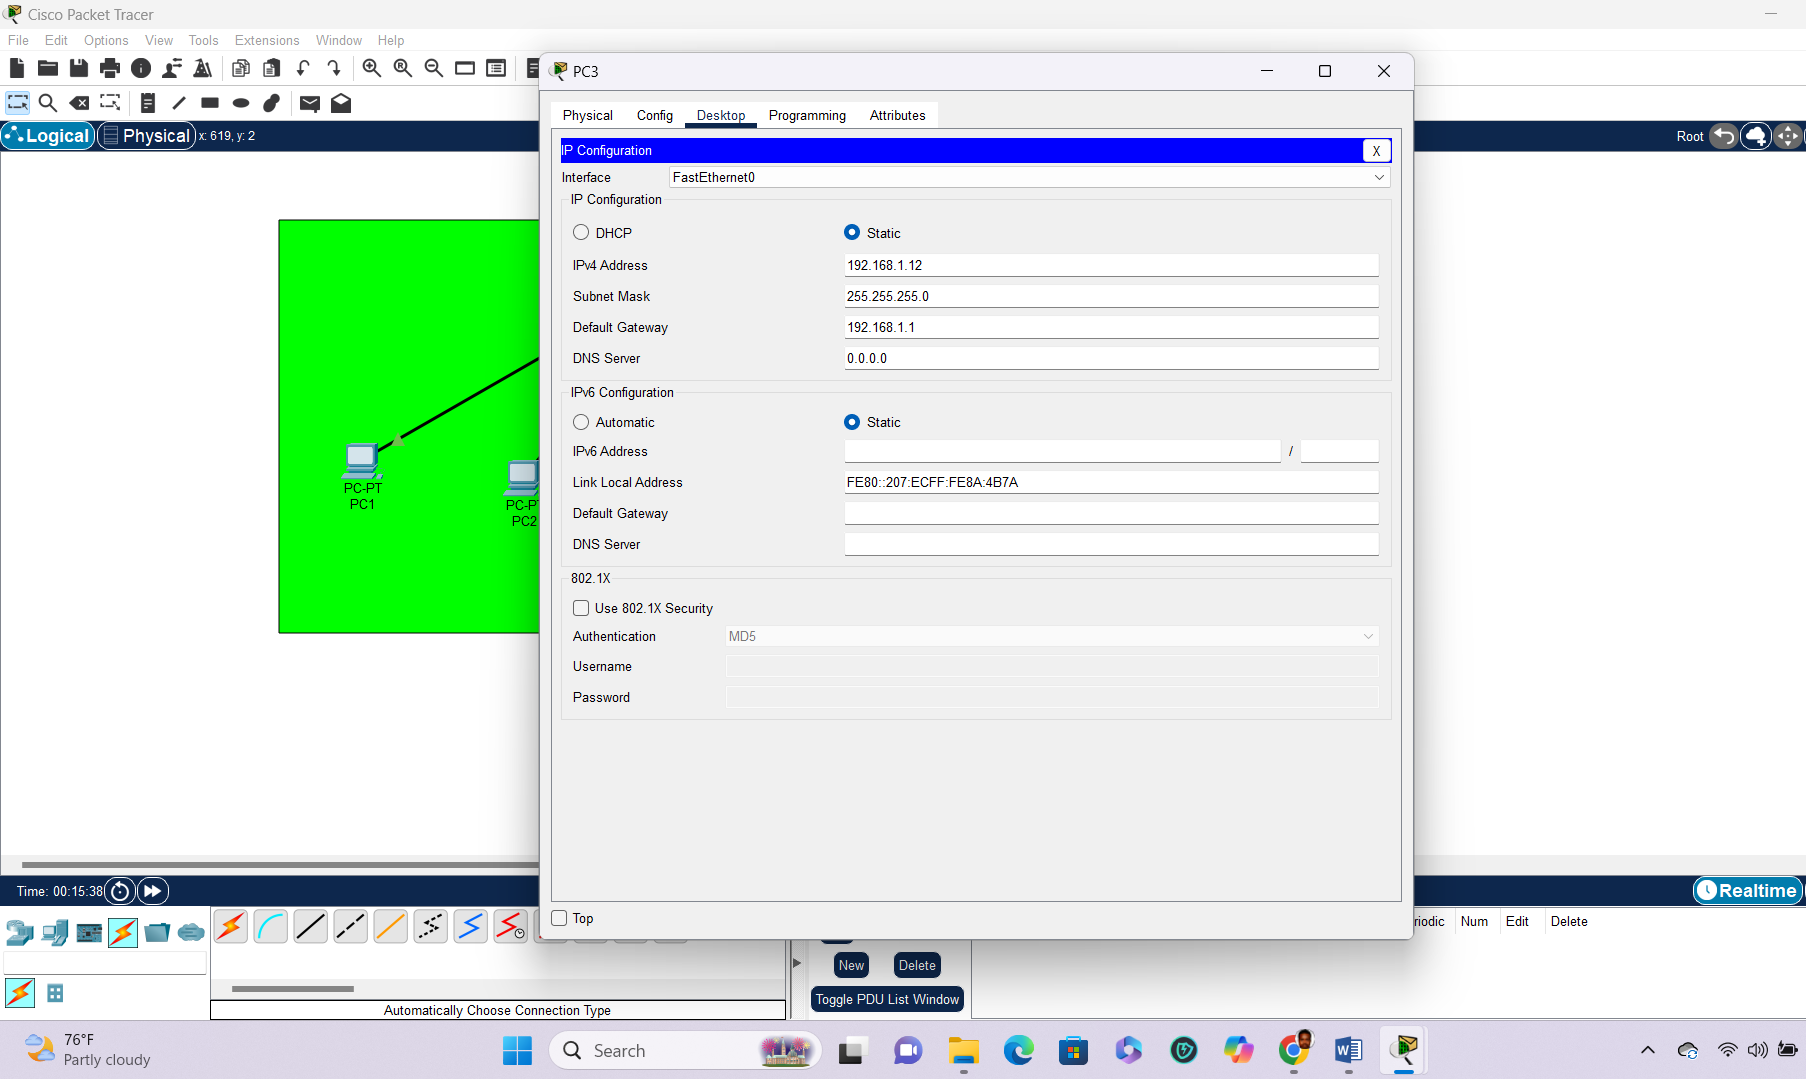 Cisco Packet Tracer
File Edit Options View Tools Extensions Window Help
Logical Physical x: 619, y: 2
Root
PC-PT
PC1
PC-P
PC2
PC3
Physical Config Desktop Programming Attributes
IP Configuration X
Interface FastEthernet0
IP Configuration
DHCP Static
IPv4 Address 192.168.1.12
Subnet Mask 255.255.255.0
Default Gateway 192.168.1.1
DNS Server 0.0.0.0
IPv6 Configuration
Automatic Static
IPv6 Address /
Link Local Address FE80::207:ECFF:FE8A:4B7A
Default Gateway
DNS Server
802.1X
Use 802.1X Security
Authentication MD5
Username
Password
Top
Time: 00:15:38
Realtime
riodic Num Edit Delete
New Delete
Toggle PDU List Window
Automatically Choose Connection Type
76°F
Partly cloudy
Search